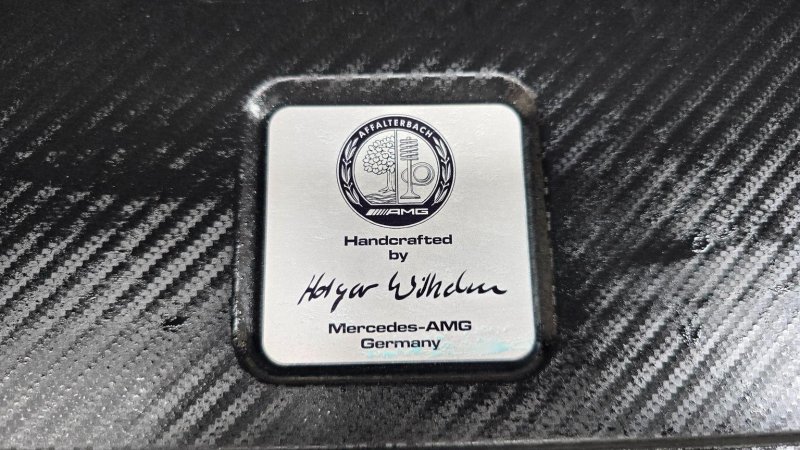 AFFALTERBACH
AMG
Handcrafted
by
Holger Wilhelm
Mercedes-AMG
Germany